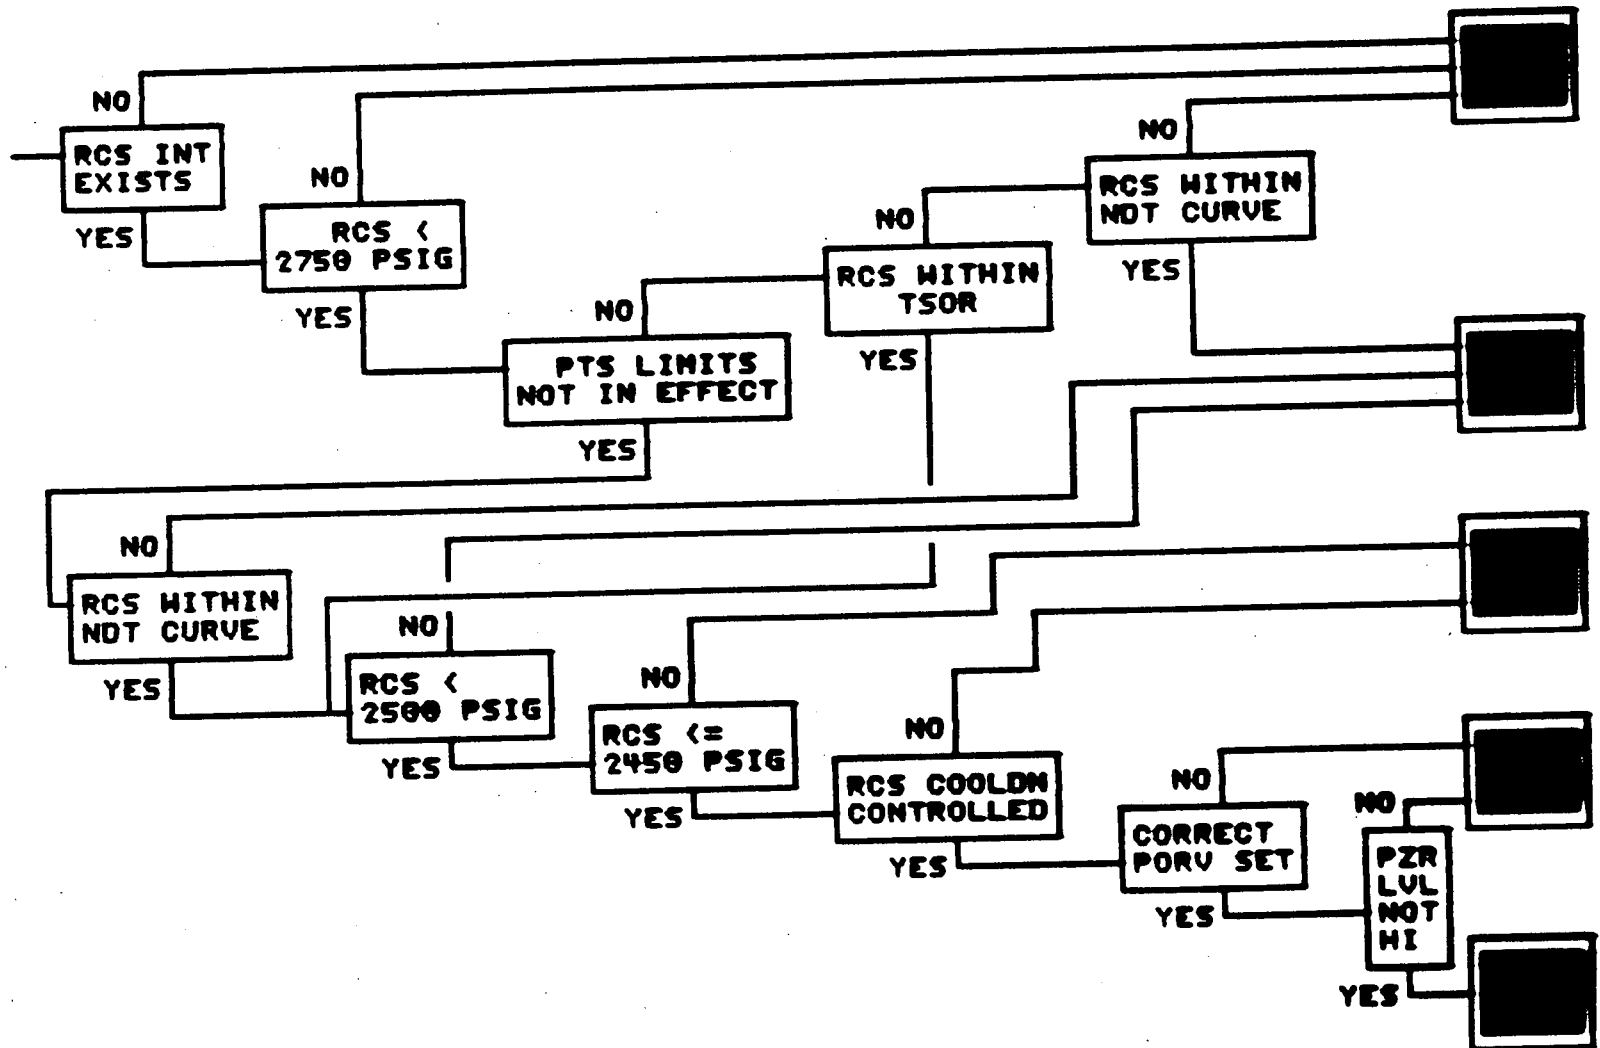 NO
RCS INT
EXISTS
YES
NO
RCS <
2750 PSIG
YES
NO
PTS LIMITS
NOT IN EFFECT
YES
NO
RCS WITHIN
TSOR
YES
NO
RCS WITHIN
NDT CURVE
YES
NO
RCS WITHIN
NDT CURVE
YES
NO
RCS <
2500 PSIG
YES
NO
RCS <=
2450 PSIG
YES
NO
RCS COOLDN
CONTROLLED
YES
NO
CORRECT
PORV SET
YES
NO
PZR
LVL
NOT
HI
YES